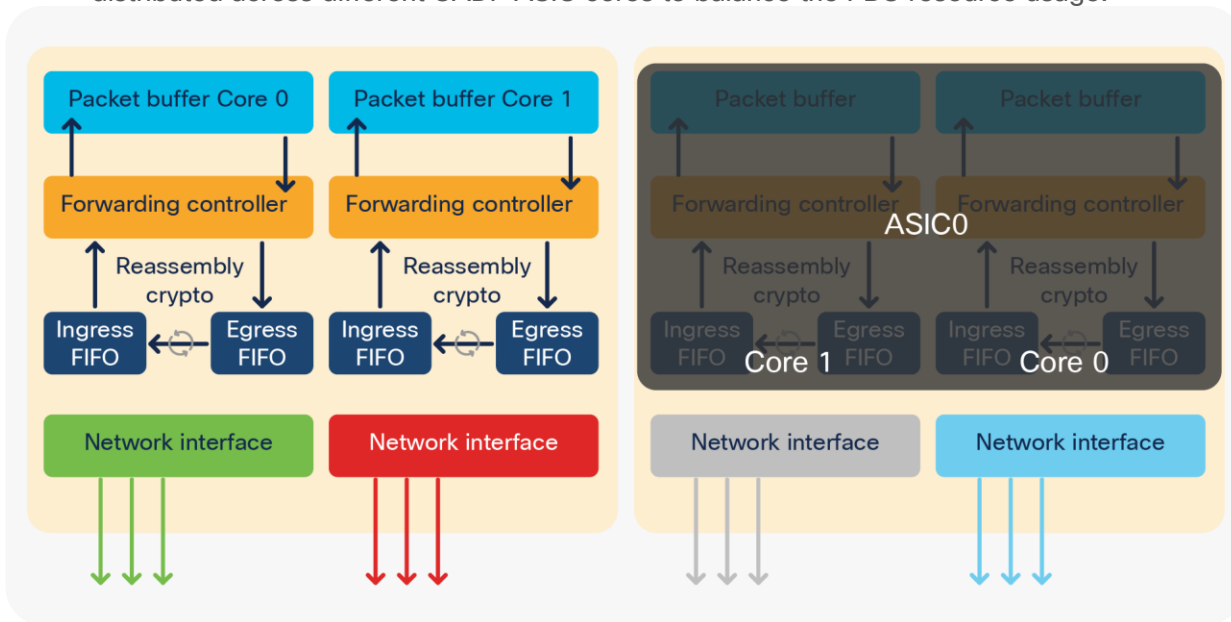 Packet buffer Core 0
Packet buffer Core 1
Packet buffer
Packet buffer
Forwarding controller
Forwarding controller
Forwarding controller
Forwarding controller
ASIC0
Reassembly
crypto
Reassembly
crypto
Reassembly
crypto
Reassembly
crypto
Ingress
FIFO
Egress
FIFO
Ingress
FIFO
Egress
FIFO
Ingress
FIFO
Egress
FIFO
Ingress
FIFO
Egress
FIFO
Core 1
Core 0
Network interface
Network interface
Network interface
Network interface